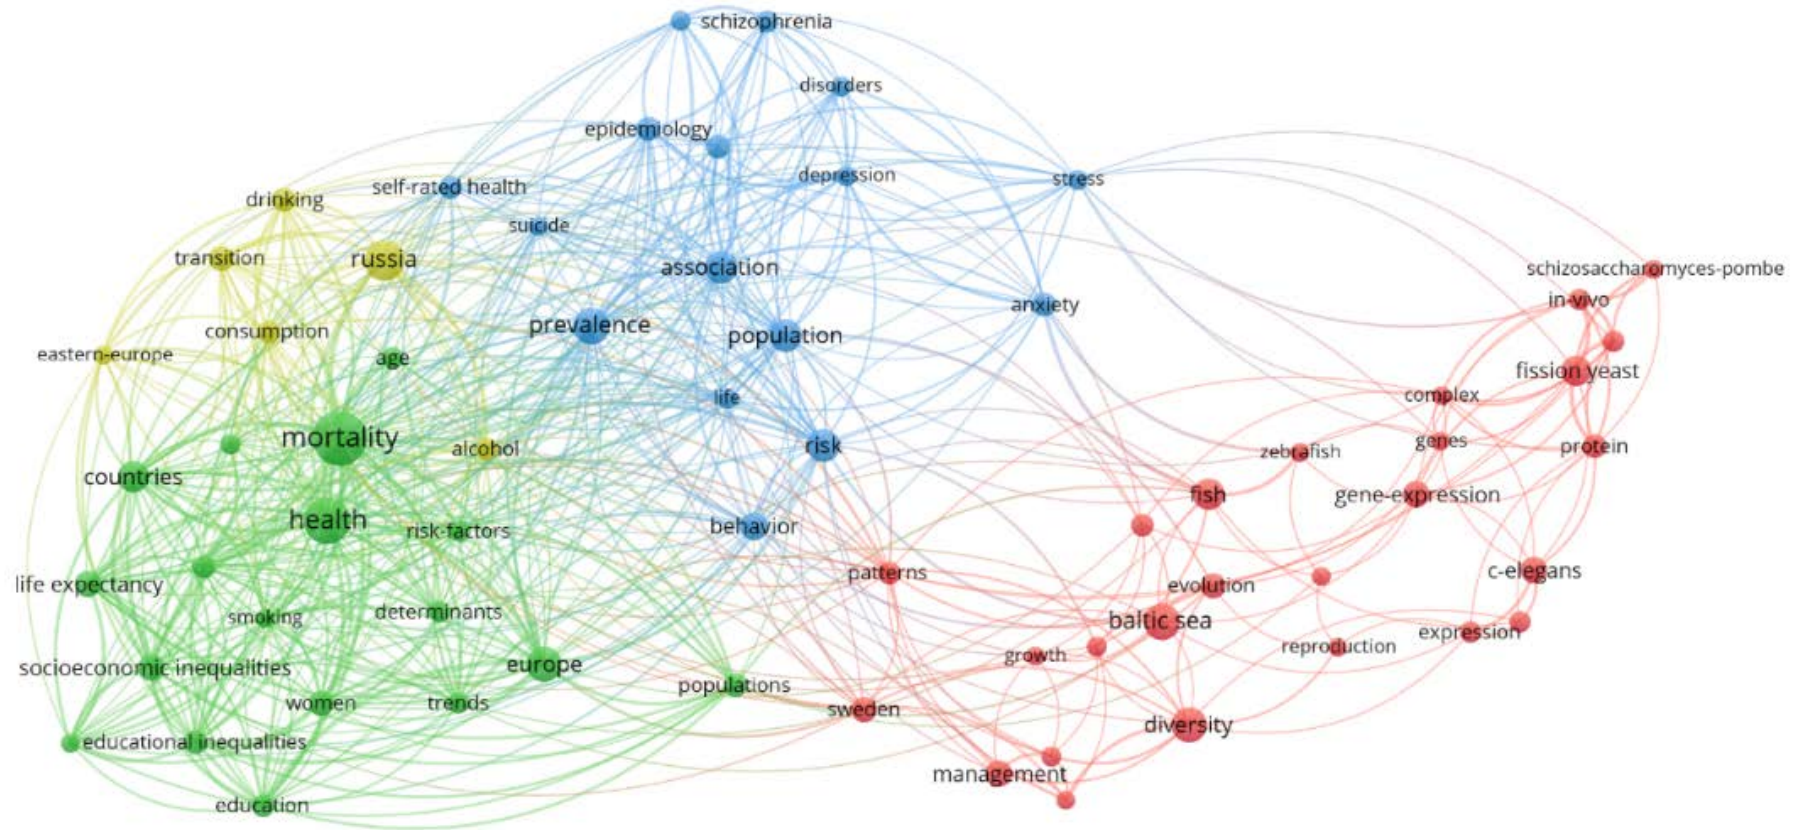 schizophrenia
disorders
epidemiology
depression
stress
self-rated health
drinking
suicide
transition
russia
association
schizosaccharomyces-pombe
in-vivo
anxiety
prevalence
consumption
population
eastern-europe
age
fission yeast
complex
life
mortality
genes
risk
alcohol
protein
zebrafish
countries
fish
gene-expression
health
behavior
risk-factors
c-elegans
patterns
life expectancy
evolution
determinants
smoking
baltic sea
expression
reproduction
growth
europe
socioeconomic inequalities
populations
women
trends
sweden
diversity
educational inequalities
management
education